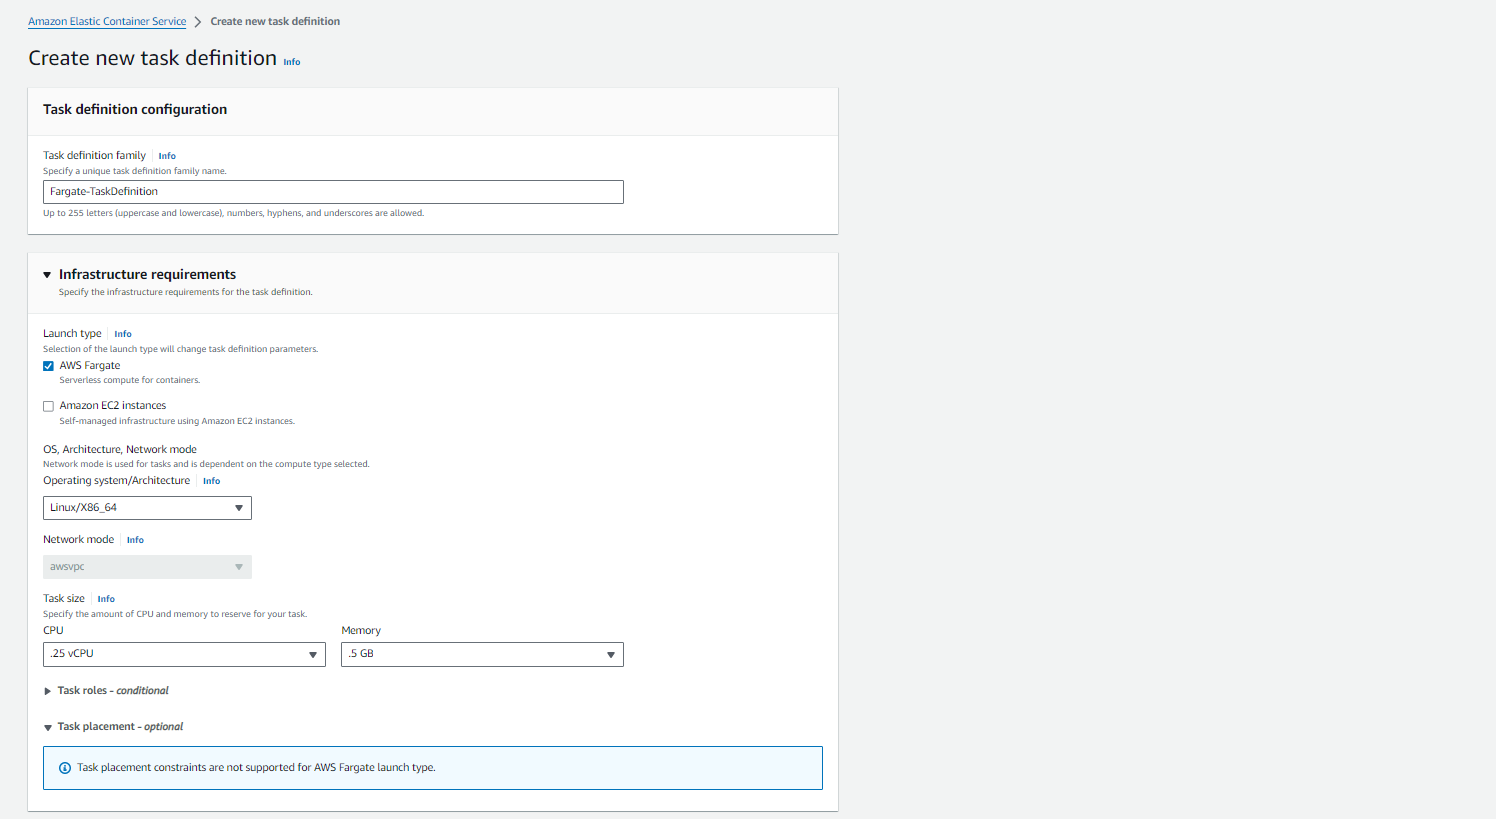 Amazon Elastic Container Service > Create new task definition
Create new task definition Info
Task definition configuration
Task definition family Info
Specify a unique task definition family name.
Fargate-TaskDefinition
Up to 255 letters (uppercase and lowercase), numbers, hyphens, and underscores are allowed.
Infrastructure requirements
Specify the infrastructure requirements for the task definition.
Launch type Info
Selection of the launch type will change task definition parameters.
AWS Fargate
Serverless compute for containers.
Amazon EC2 instances
Self-managed infrastructure using Amazon EC2 instances.
OS, Architecture, Network mode
Network mode is used for tasks and is dependent on the compute type selected.
Operating system/Architecture Info
Linux/X86_64
Network mode Info
awsvpc
Task size Info
Specify the amount of CPU and memory to reserve for your task.
CPU Memory
.25 vCPU .5 GB
Task roles - conditional
Task placement - optional
Task placement constraints are not supported for AWS Fargate launch type.